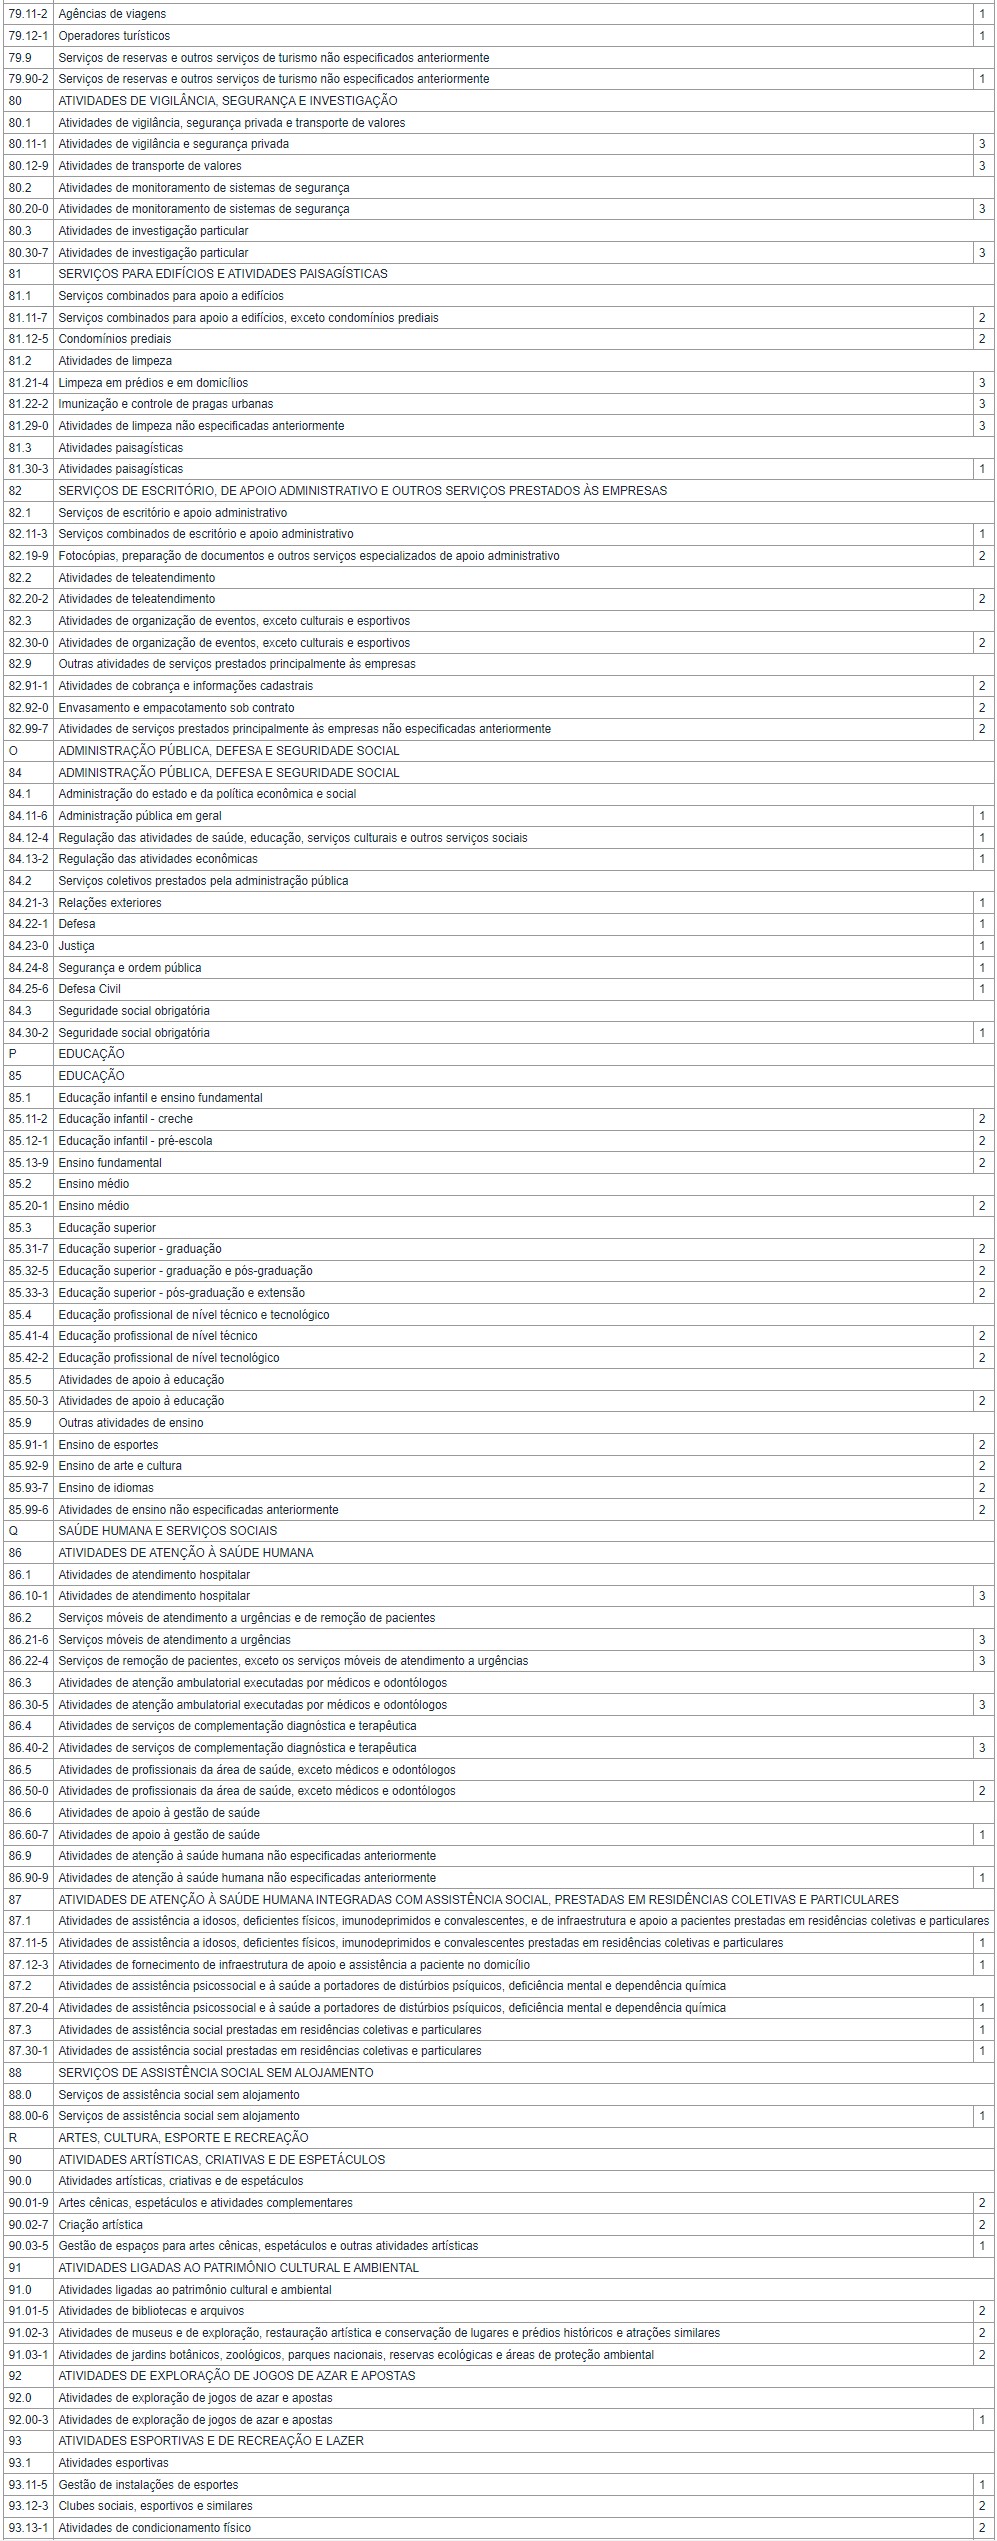 79.11-2 Agências de viagens 1
79.12-1 Operadores turísticos 1
79.9 Serviços de reservas e outros serviços de turismo não especificados anteriormente
79.90-2 Serviços de reservas e outros serviços de turismo não especificados anteriormente 1
80 ATIVIDADES DE VIGILÂNCIA, SEGURANÇA E INVESTIGAÇÃO
80.1 Atividades de vigilância, segurança privada e transporte de valores
80.11-1 Atividades de vigilância e segurança privada 3
80.12-9 Atividades de transporte de valores 3
80.2 Atividades de monitoramento de sistemas de segurança
80.20-0 Atividades de monitoramento de sistemas de segurança 3
80.3 Atividades de investigação particular
80.30-7 Atividades de investigação particular 3
81 SERVIÇOS PARA EDIFÍCIOS E ATIVIDADES PAISAGÍSTICAS
81.1 Serviços combinados para apoio a edifícios
81.11-7 Serviços combinados para apoio a edifícios, exceto condomínios prediais 2
81.12-5 Condomínios prediais 2
81.2 Atividades de limpeza
81.21-4 Limpeza em prédios e em domicílios 3
81.22-2 Imunização e controle de pragas urbanas 3
81.29-0 Atividades de limpeza não especificadas anteriormente 3
81.3 Atividades paisagísticas
81.30-3 Atividades paisagísticas 1
82 SERVIÇOS DE ESCRITÓRIO, DE APOIO ADMINISTRATIVO E OUTROS SERVIÇOS PRESTADOS ÀS EMPRESAS
82.1 Serviços de escritório e apoio administrativo
82.11-3 Serviços combinados de escritório e apoio administrativo 1
82.19-9 Fotocópias, preparação de documentos e outros serviços especializados de apoio administrativo 2
82.2 Atividades de teleatendimento
82.20-2 Atividades de teleatendimento 2
82.3 Atividades de organização de eventos, exceto culturais e esportivos
82.30-0 Atividades de organização de eventos, exceto culturais e esportivos 2
82.9 Outras atividades de serviços prestados principalmente às empresas
82.91-1 Atividades de cobrança e informações cadastrais 2
82.92-0 Envasamento e empacotamento sob contrato 2
82.99-7 Atividades de serviços prestados principalmente às empresas não especificadas anteriormente 2
O ADMINISTRAÇÃO PÚBLICA, DEFESA E SEGURIDADE SOCIAL
84 ADMINISTRAÇÃO PÚBLICA, DEFESA E SEGURIDADE SOCIAL
84.1 Administração do estado e da política econômica e social
84.11-6 Administração pública em geral 1
84.12-4 Regulação das atividades de saúde, educação, serviços culturais e outros serviços sociais 1
84.13-2 Regulação das atividades econômicas 1
84.2 Serviços coletivos prestados pela administração pública
84.21-3 Relações exteriores 1
84.22-1 Defesa 1
84.23-0 Justiça 1
84.24-8 Segurança e ordem pública 1
84.25-6 Defesa Civil 1
84.3 Seguridade social obrigatória
84.30-2 Seguridade social obrigatória 1
P EDUCAÇÃO
85 EDUCAÇÃO
85.1 Educação infantil e ensino fundamental
85.11-2 Educação infantil - creche 2
85.12-1 Educação infantil - pré-escola 2
85.13-9 Ensino fundamental 2
85.2 Ensino médio
85.20-1 Ensino médio 2
85.3 Educação superior
85.31-7 Educação superior - graduação 2
85.32-5 Educação superior - graduação e pós-graduação 2
85.33-3 Educação superior - pós-graduação e extensão 2
85.4 Educação profissional de nível técnico e tecnológico
85.41-4 Educação profissional de nível técnico 2
85.42-2 Educação profissional de nível tecnológico 2
85.5 Atividades de apoio à educação
85.50-3 Atividades de apoio à educação 2
85.9 Outras atividades de ensino
85.91-1 Ensino de esportes 2
85.92-9 Ensino de arte e cultura 2
85.93-7 Ensino de idiomas 2
85.99-6 Atividades de ensino não especificadas anteriormente 2
Q SAÚDE HUMANA E SERVIÇOS SOCIAIS
86 ATIVIDADES DE ATENÇÃO À SAÚDE HUMANA
86.1 Atividades de atendimento hospitalar
86.10-1 Atividades de atendimento hospitalar 3
86.2 Serviços móveis de atendimento a urgências e de remoção de pacientes
86.21-6 Serviços móveis de atendimento a urgências 3
86.22-4 Serviços de remoção de pacientes, exceto os serviços móveis de atendimento a urgências 3
86.3 Atividades de atenção ambulatorial executadas por médicos e odontólogos
86.30-5 Atividades de atenção ambulatorial executadas por médicos e odontólogos 3
86.4 Atividades de serviços de complementação diagnóstica e terapêutica
86.40-2 Atividades de serviços de complementação diagnóstica e terapêutica 3
86.5 Atividades de profissionais da área de saúde, exceto médicos e odontólogos
86.50-0 Atividades de profissionais da área de saúde, exceto médicos e odontólogos 2
86.6 Atividades de apoio à gestão de saúde
86.60-7 Atividades de apoio à gestão de saúde 1
86.9 Atividades de atenção à saúde humana não especificadas anteriormente
86.90-9 Atividades de atenção à saúde humana não especificadas anteriormente 1
87 ATIVIDADES DE ATENÇÃO À SAÚDE HUMANA INTEGRADAS COM ASSISTÊNCIA SOCIAL, PRESTADAS EM RESIDÊNCIAS COLETIVAS E PARTICULARES
87.1 Atividades de assistência a idosos, deficientes físicos, imunodeprimidos e convalescentes, e de infraestrutura e apoio a pacientes prestadas em residências coletivas e particulares
87.11-5 Atividades de assistência a idosos, deficientes físicos, imunodeprimidos e convalescentes prestadas em residências coletivas e particulares 1
87.12-3 Atividades de fornecimento de infraestrutura de apoio e assistência a paciente no domicílio 1
87.2 Atividades de assistência psicossocial e à saúde a portadores de distúrbios psíquicos, deficiência mental e dependência química
87.20-4 Atividades de assistência psicossocial e à saúde a portadores de distúrbios psíquicos, deficiência mental e dependência química 1
87.3 Atividades de assistência social prestadas em residências coletivas e particulares 1
87.30-1 Atividades de assistência social prestadas em residências coletivas e particulares 1
88 SERVIÇOS DE ASSISTÊNCIA SOCIAL SEM ALOJAMENTO
88.0 Serviços de assistência social sem alojamento
88.00-6 Serviços de assistência social sem alojamento 1
R ARTES, CULTURA, ESPORTE E RECREAÇÃO
90 ATIVIDADES ARTÍSTICAS, CRIATIVAS E DE ESPETÁCULOS
90.0 Atividades artísticas, criativas e de espetáculos
90.01-9 Artes cênicas, espetáculos e atividades complementares 2
90.02-7 Criação artística 2
90.03-5 Gestão de espaços para artes cênicas, espetáculos e outras atividades artísticas 1
91 ATIVIDADES LIGADAS AO PATRIMÔNIO CULTURAL E AMBIENTAL
91.0 Atividades ligadas ao patrimônio cultural e ambiental
91.01-5 Atividades de bibliotecas e arquivos 2
91.02-3 Atividades de museus e de exploração, restauração artística e conservação de lugares e prédios históricos e atrações similares 2
91.03-1 Atividades de jardins botânicos, zoológicos, parques nacionais, reservas ecológicas e áreas de proteção ambiental 2
92 ATIVIDADES DE EXPLORAÇÃO DE JOGOS DE AZAR E APOSTAS
92.0 Atividades de exploração de jogos de azar e apostas
92.00-3 Atividades de exploração de jogos de azar e apostas 1
93 ATIVIDADES ESPORTIVAS E DE RECREAÇÃO E LAZER
93.1 Atividades esportivas
93.11-5 Gestão de instalações de esportes 1
93.12-3 Clubes sociais, esportivos e similares 2
93.13-1 Atividades de condicionamento físico 2